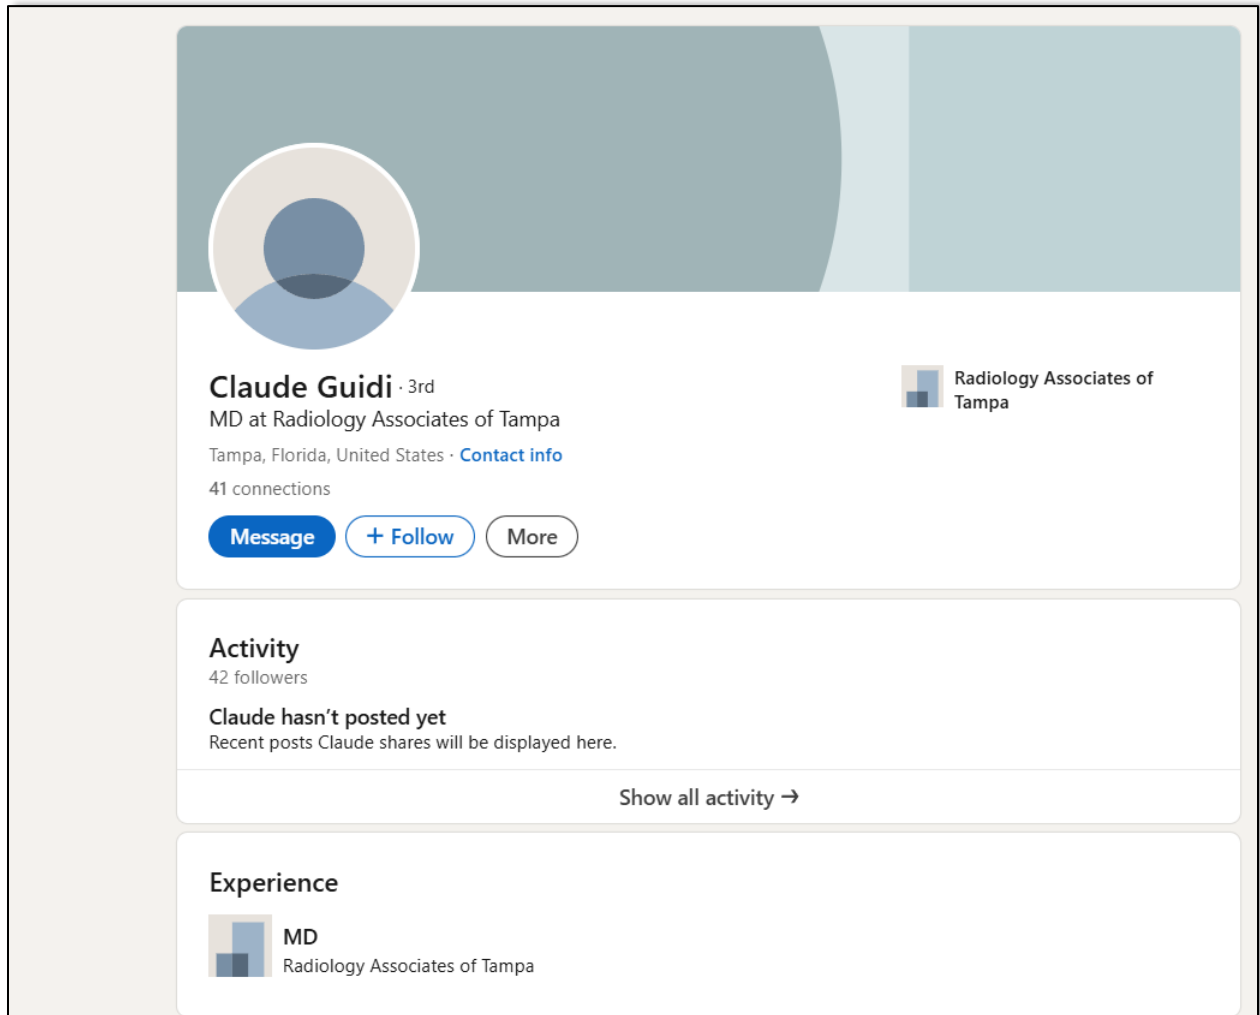 Claude Guidi · 3rd
MD at Radiology Associates of Tampa
Tampa, Florida, United States · Contact info
41 connections
Message + Follow More
Radiology Associates of
Tampa
Activity
42 followers
Claude hasn’t posted yet
Recent posts Claude shares will be displayed here.
Show all activity →
Experience
MD
Radiology Associates of Tampa